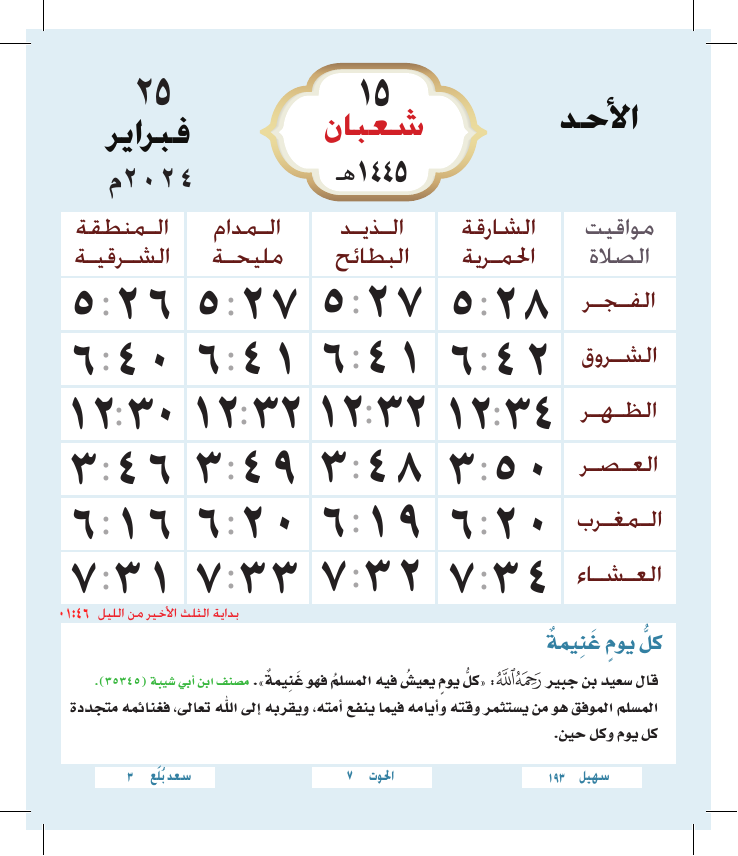 الأحد
١٥
شعبان
١٤٤٥هـ
٢٥
فبراير
٢٠٢٤م
مواقيت الصلاة | الشارقة الحمرية | الذيد البطائح | المدام مليحة | المنطقة الشرقية
الفجر ٥:٢٨ ٥:٢٧ ٥:٢٧ ٥:٢٦
الشروق ٦:٤٢ ٦:٤١ ٦:٤١ ٦:٤٠
الظهر ١٢:٣٤ ١٢:٣٢ ١٢:٣٢ ١٢:٣٠
العصر ٣:٥٠ ٣:٤٨ ٣:٤٩ ٣:٤٦
المغرب ٦:٢٠ ٦:١٩ ٦:٢٠ ٦:١٦
العشاء ٧:٣٤ ٧:٣٢ ٧:٣٣ ٧:٣١
بداية الثلث الأخير من الليل ٠١:٤٦
كلُّ يومٍ غَنِيمةٌ
قال سعيد بن جبير رَحِمَهُ ٱللَّهُ: «كلُّ يومٍ يعيشُ فيه المسلمُ فهو غَنيمةٌ». مصنف ابن أبي شيبة (٣٥٣٤٥).
المسلم الموفق هو من يستثمر وقته وأيامه فيما ينفع أمته، ويقربه إلى الله تعالى، فغنائمه متجددة
كل يوم وكل حين.
سهيل ١٩٣
الحوت ٧
سعد بُلَع ٣